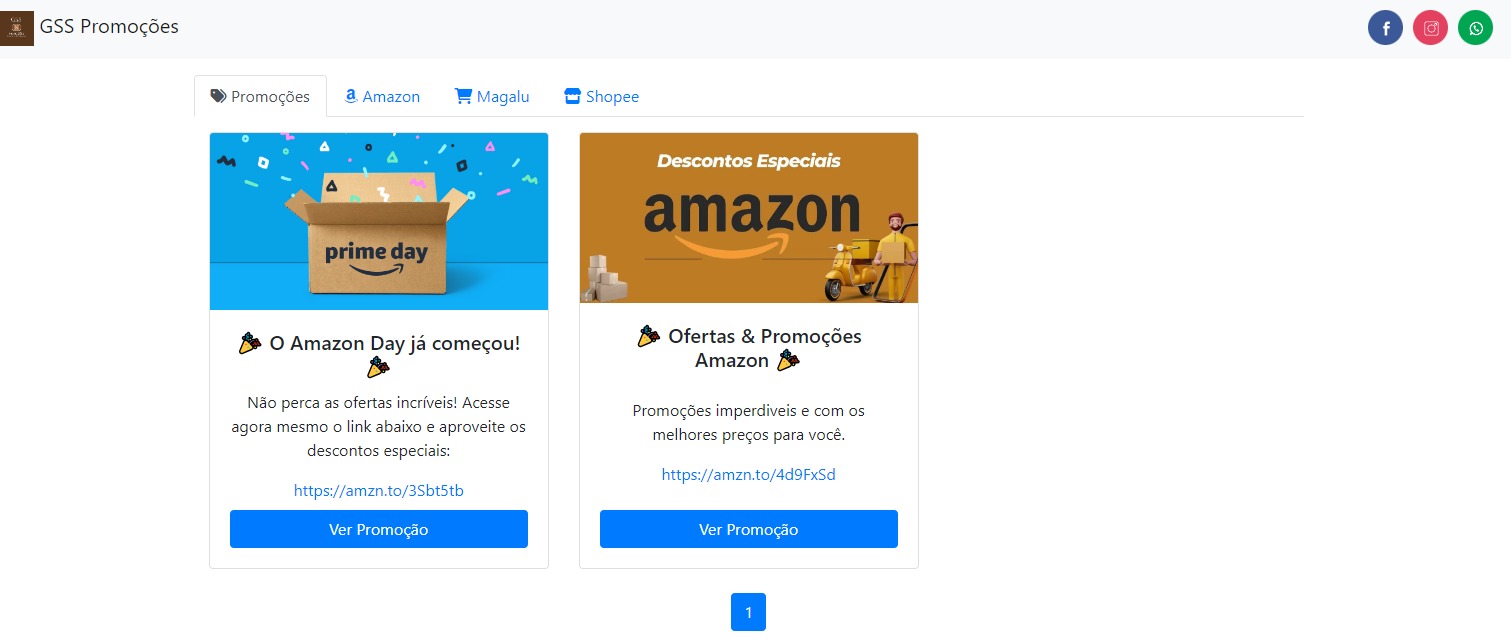 GSS Promoções
Promoções
Amazon
Magalu
Shopee
prime day
O Amazon Day já começou!
Não perca as ofertas incríveis! Acesse
agora mesmo o link abaixo e aproveite os
descontos especiais:
https://amzn.to/3Sbt5tb
Ver Promoção
Descontos Especiais
amazon
Ofertas & Promoções
Amazon
Promoções imperdiveis e com os
melhores preços para você.
https://amzn.to/4d9FxSd
Ver Promoção
1